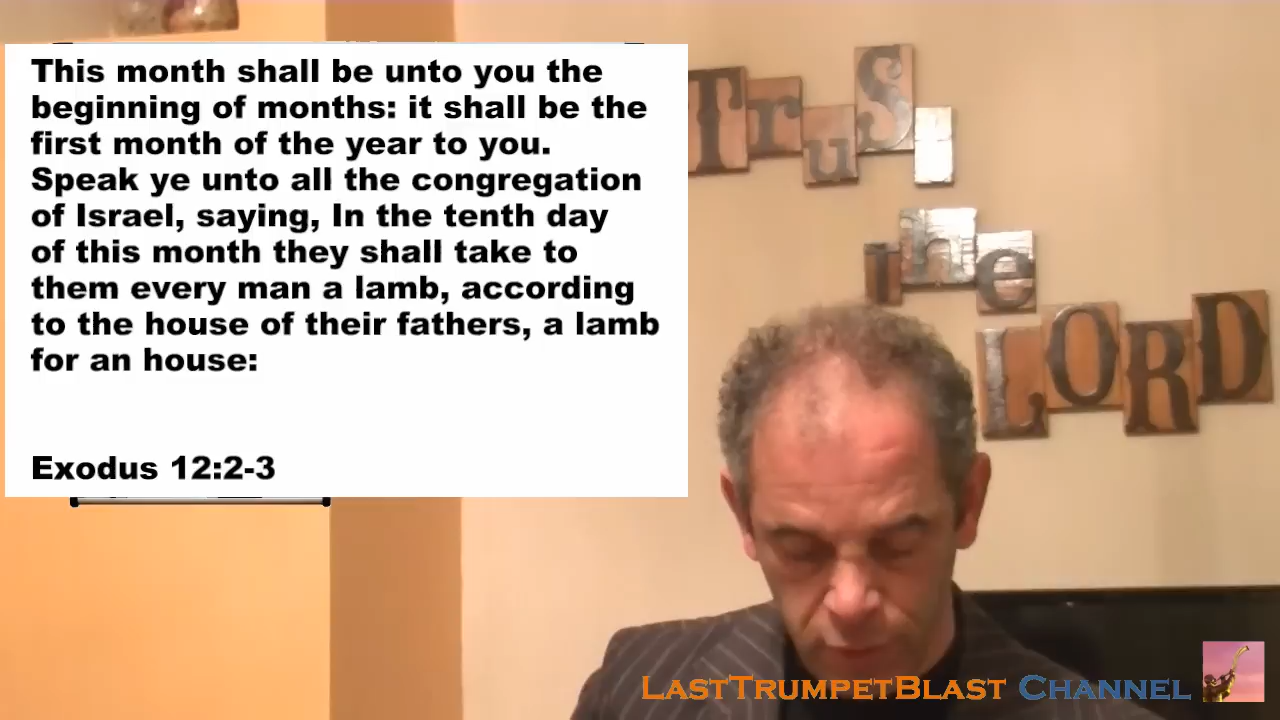 This month shall be unto you the
beginning of months: it shall be the
first month of the year to you.
Speak ye unto all the congregation
of Israel, saying, In the tenth day
of this month they shall take to
them every man a lamb, according
to the house of their fathers, a lamb
for an house:
Exodus 12:2-3
Trust
the
LORD
LastTrumpetBlast Channel